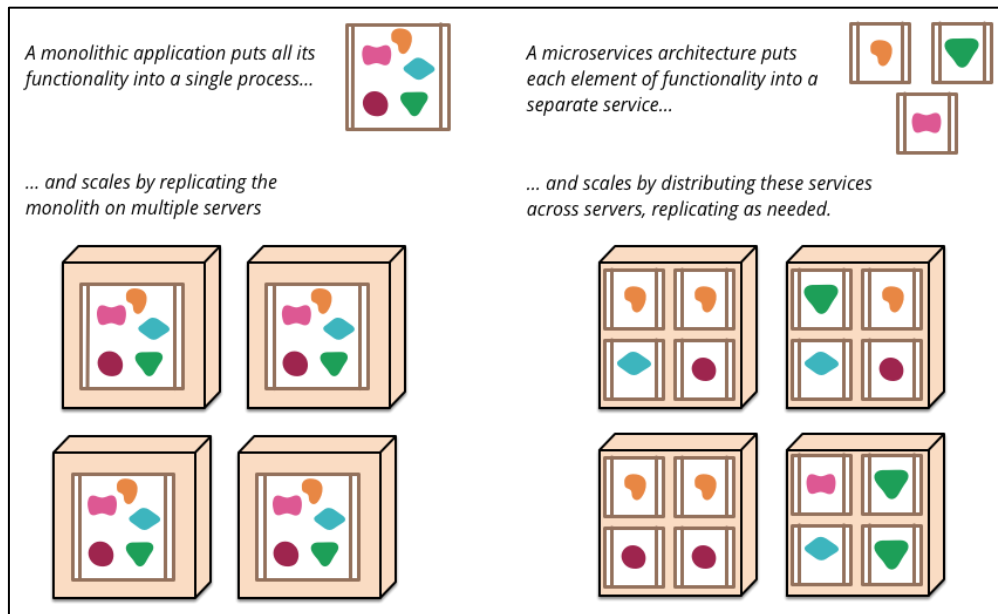 A monolithic application puts all its
functionality into a single process...
... and scales by replicating the
monolith on multiple servers
A microservices architecture puts
each element of functionality into a
separate service...
... and scales by distributing these services
across servers, replicating as needed.